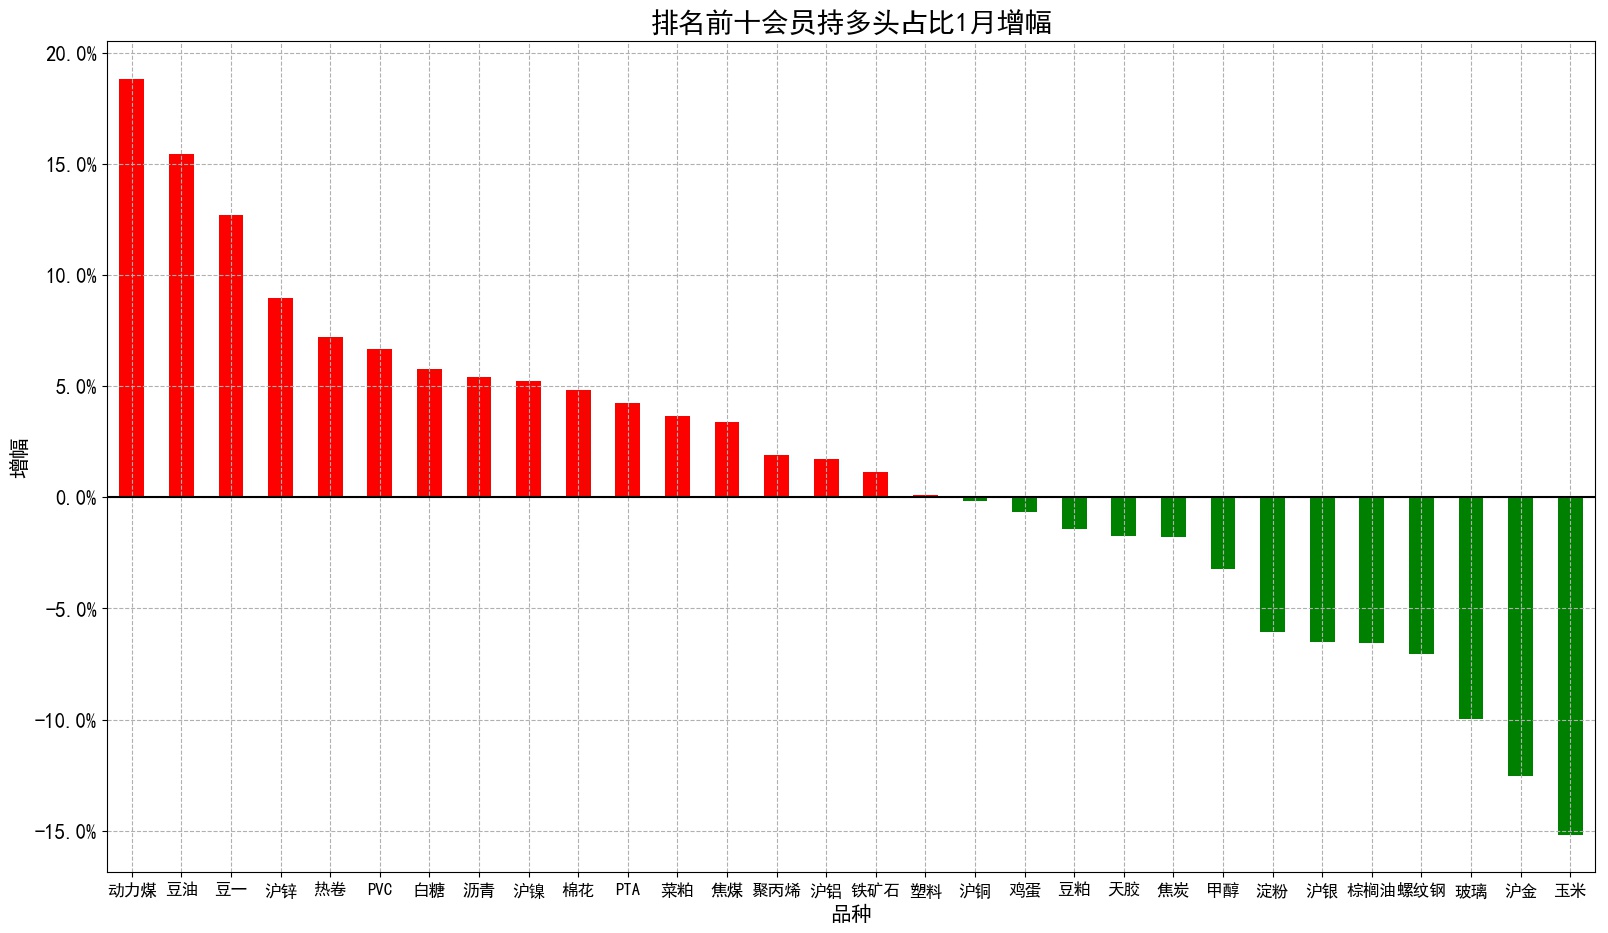 排名前十会员持多头占比1月增幅
20.0%
15.0%
10.0%
5.0%
0.0%
−5.0%
−10.0%
−15.0%
增幅
动力煤 豆油 豆一 沪锌 热卷 PVC 白糖 沥青 沪镍 棉花 PTA 菜粕 焦煤 聚丙烯 沪铝 铁矿石 塑料 沪铜 鸡蛋 豆粕 天胶 焦炭 甲醇 淀粉 沪银 棕榈油 螺纹钢 玻璃 沪金 玉米
品种